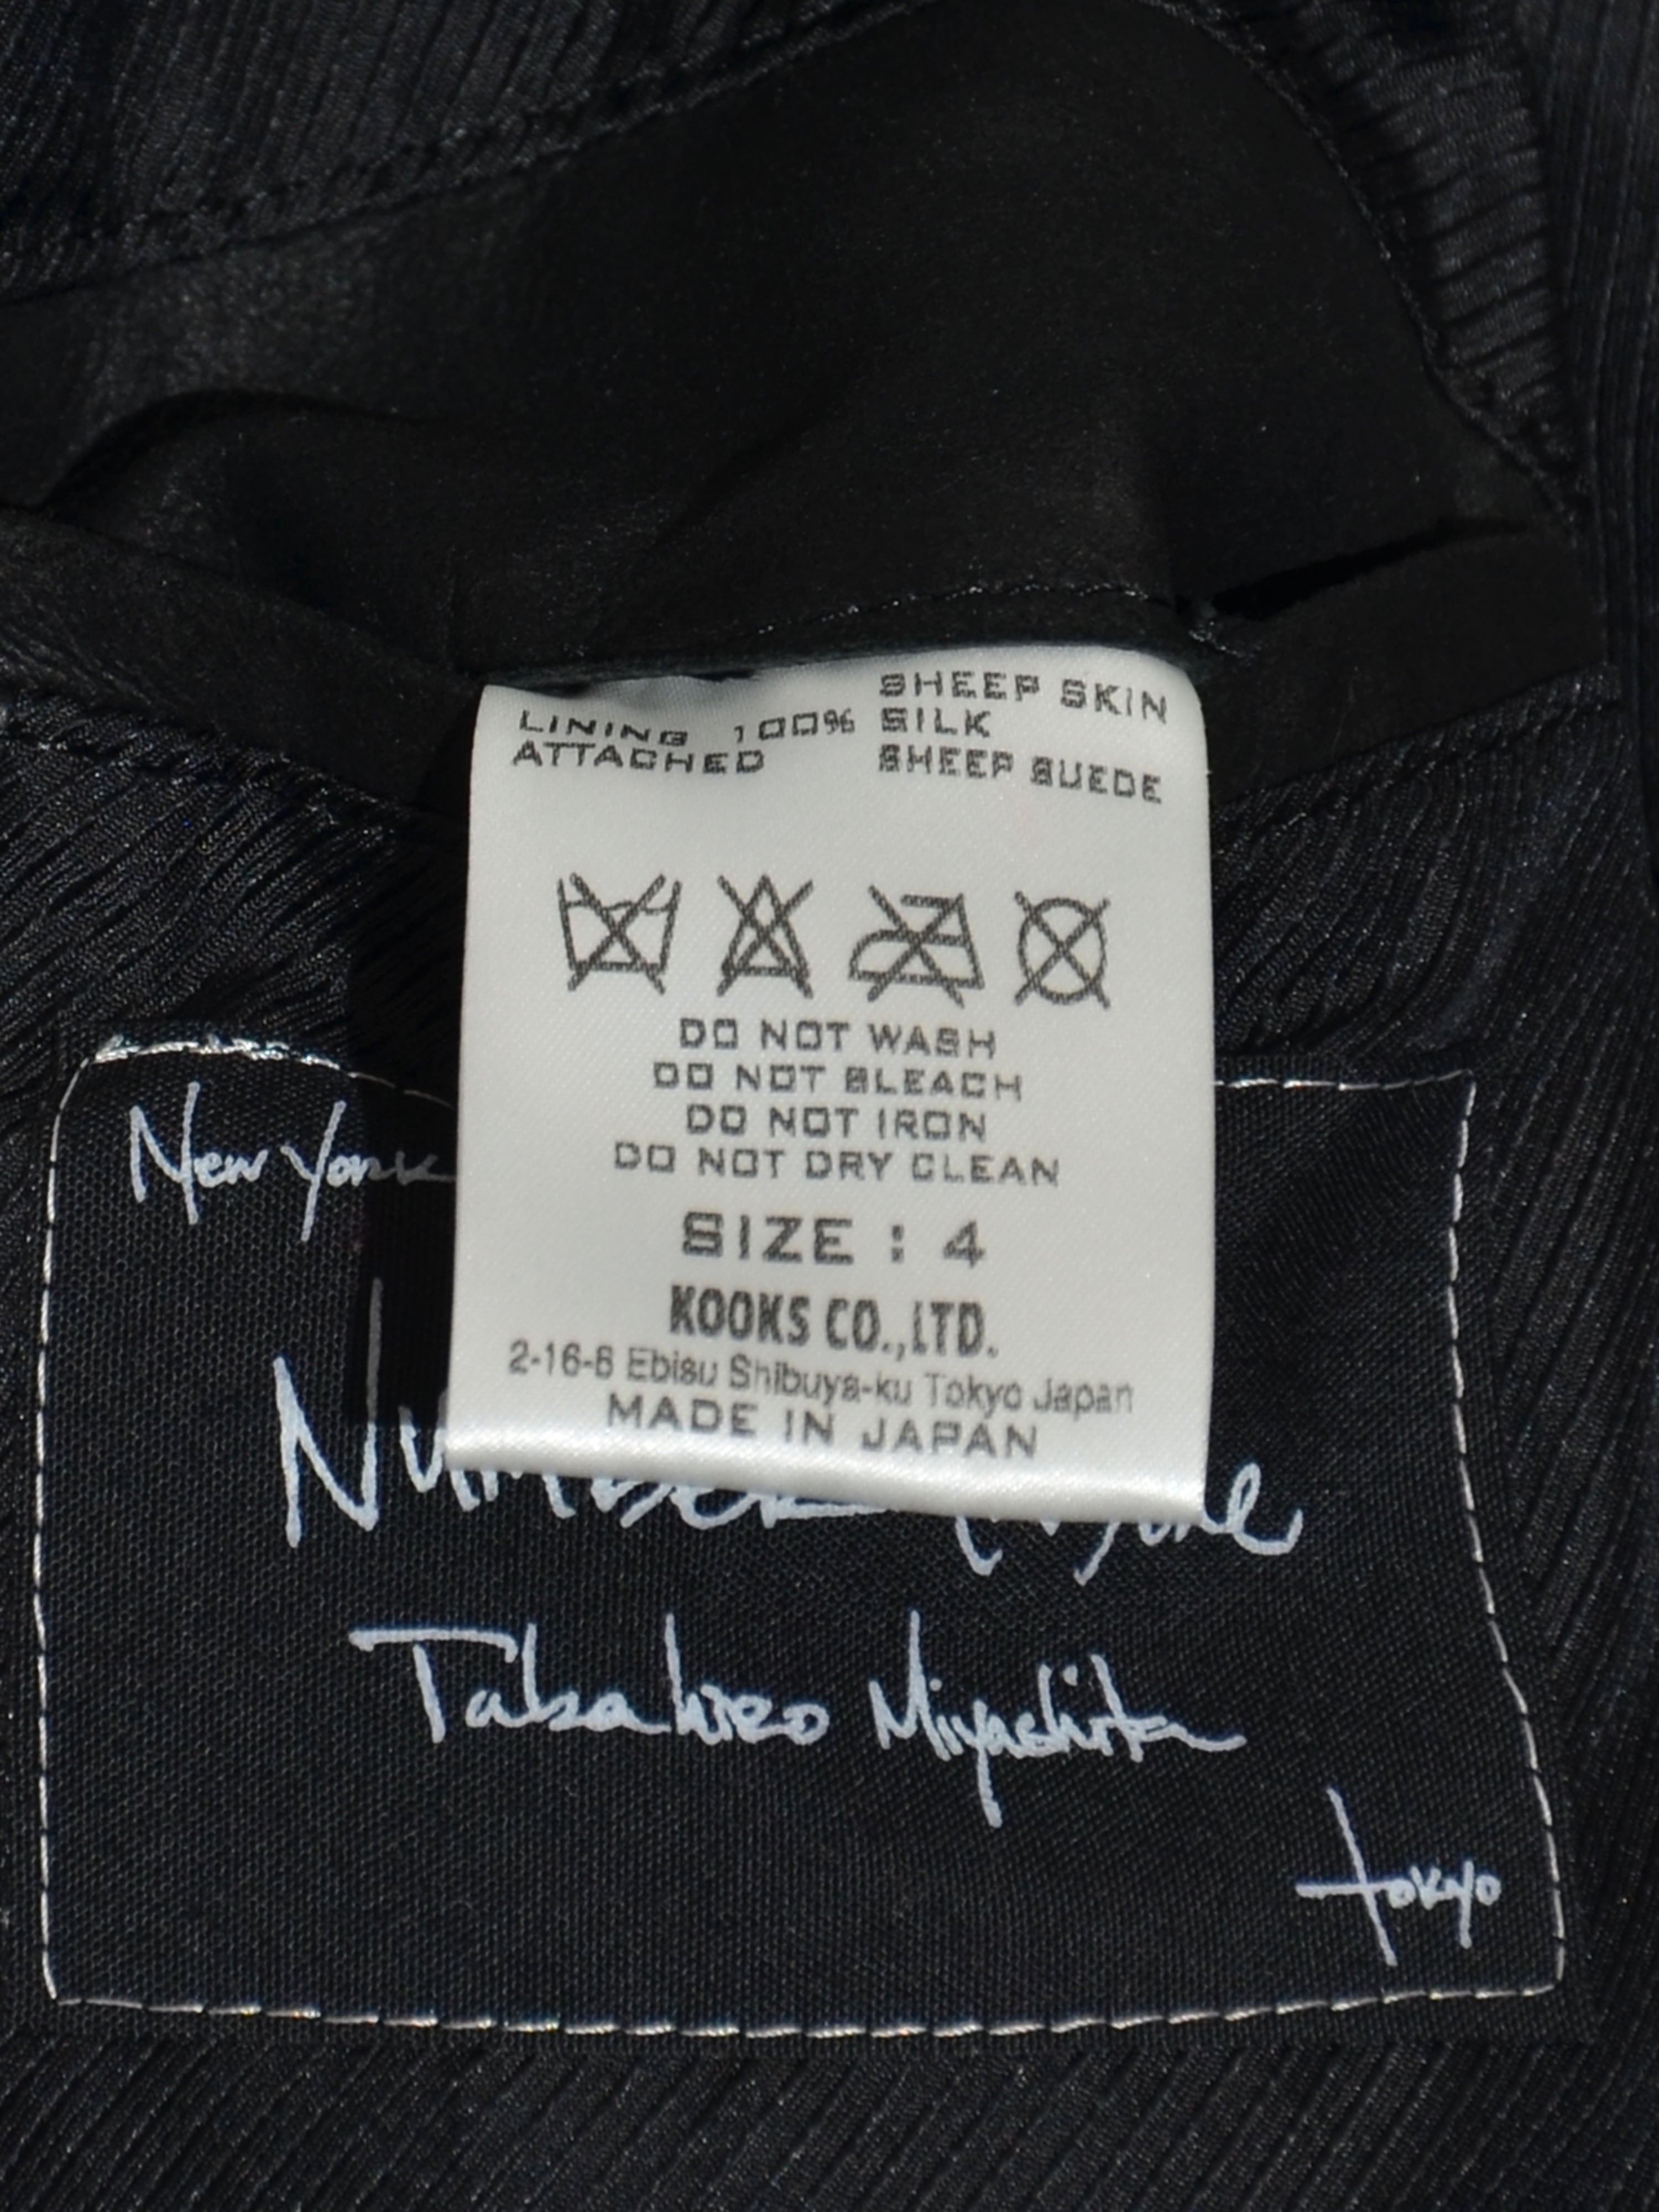 SHEEP SKIN
LINING 100% SILK
ATTACHED SHEEP SUEDE
DO NOT WASH
DO NOT BLEACH
DO NOT IRON
DO NOT DRY CLEAN
SIZE : 4
KOOKS CO.,LTD.
2-16-6 Ebisu Shibuya-ku Tokyo Japan
MADE IN JAPAN
New York
Number (N)ine
Takahiro Miyashita
tokyo